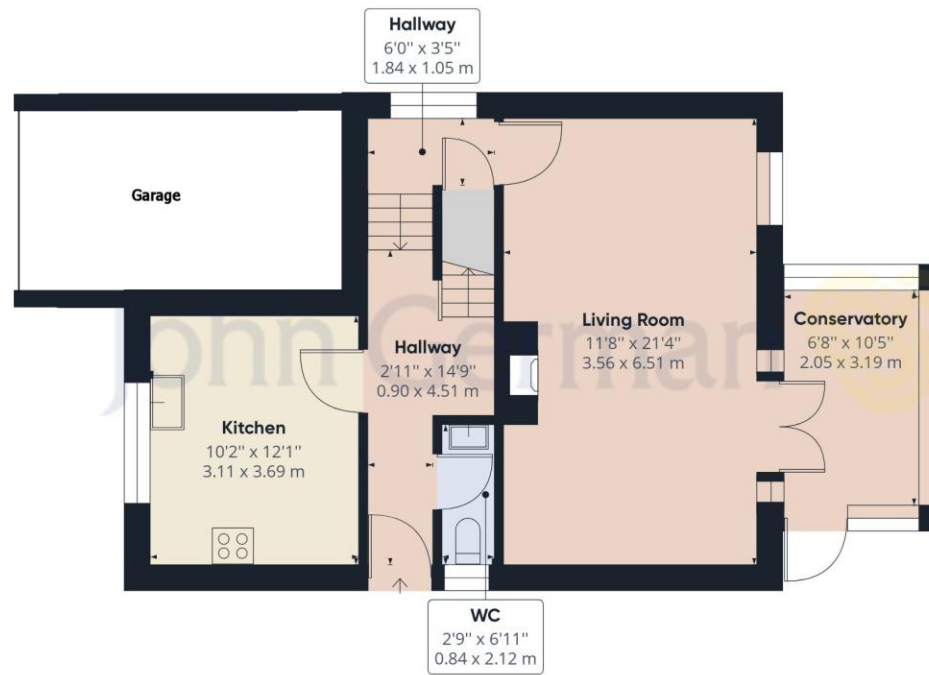 Hallway
6'0" x 3'5"
1.84 x 1.05 m
Garage
John German
Hallway
2'11" x 14'9"
0.90 x 4.51 m
Living Room
11'8" x 21'4"
3.56 x 6.51 m
Conservatory
6'8" x 10'5"
2.05 x 3.19 m
Kitchen
10'2" x 12'1"
3.11 x 3.69 m
WC
2'9" x 6'11"
0.84 x 2.12 m